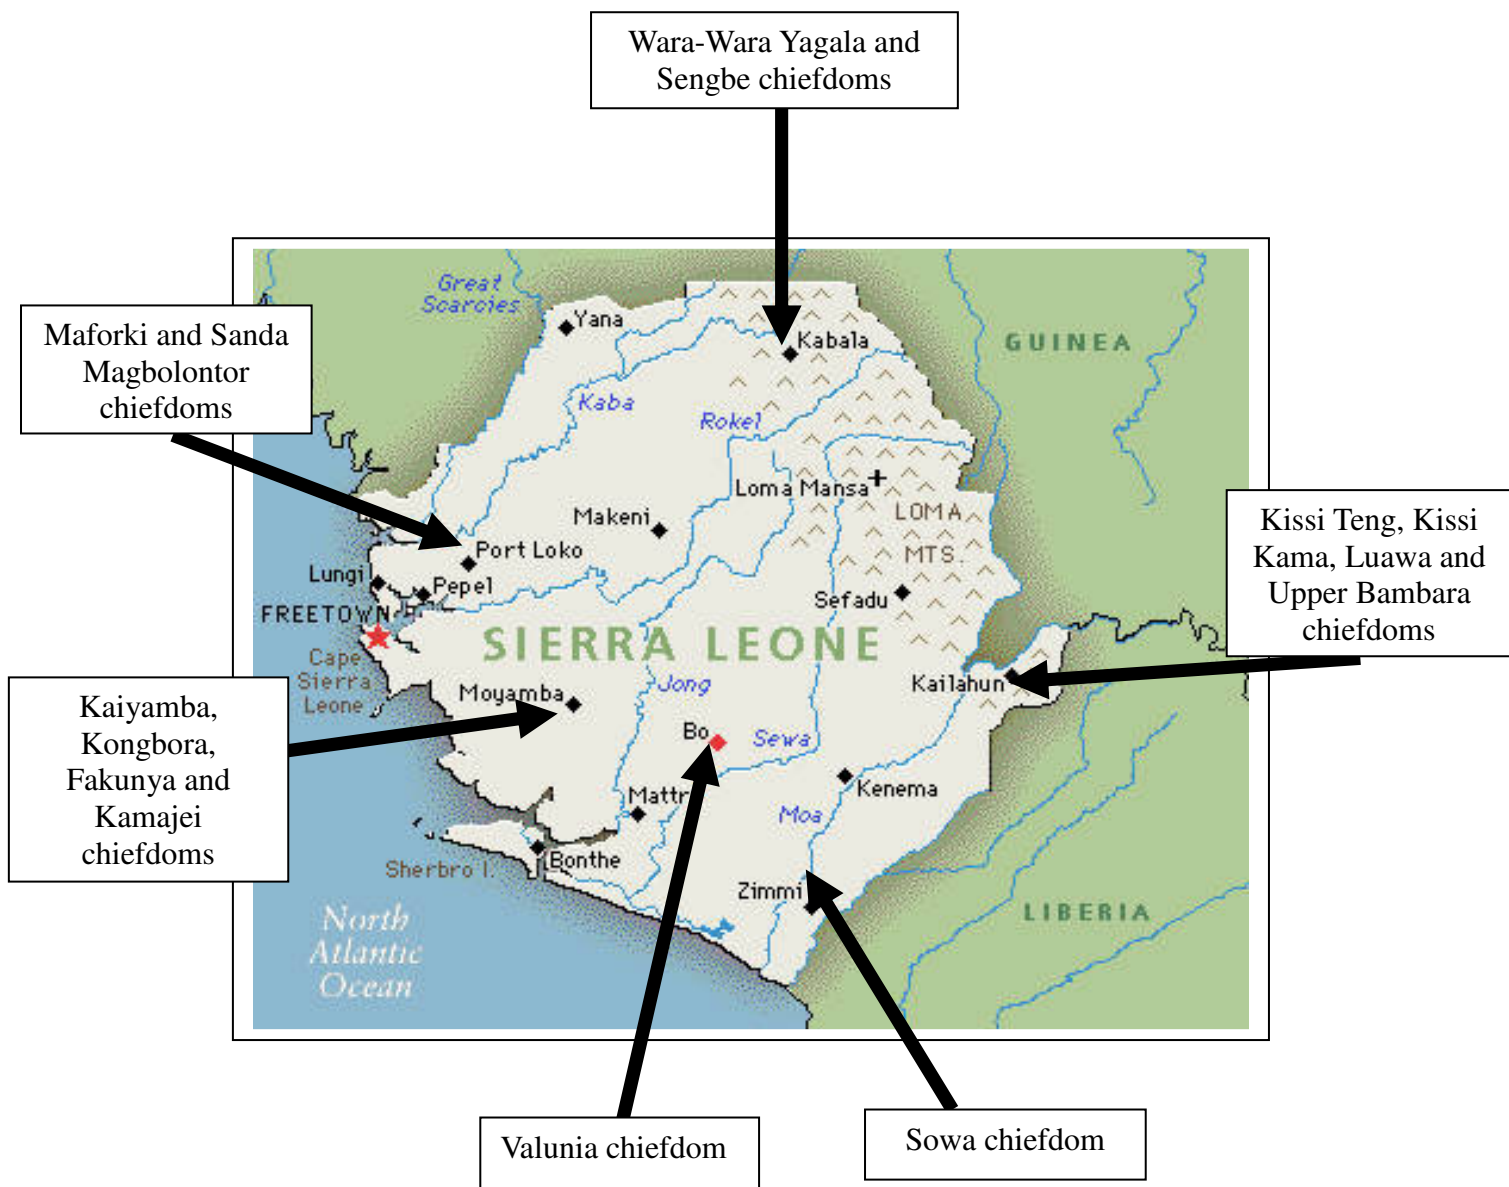 Wara-Wara Yagala and
Sengbe chiefdoms
Great
Scarcies
Yana
Kabala
GUINEA
Maforki and Sanda
Magbolontor
chiefdoms
Kaba
Rokel
Loma Mansa
LOMA
MTS.
Makeni
Port Loko
Lungi
Pepel
Sefadu
FREETOWN
SIERRA LEONE
Kissi Teng, Kissi
Kama, Luawa and
Upper Bambara
chiefdoms
Cape
Sierra
Leone
Moyamba
Jong
Kailahun
Kaiyamba,
Kongbora,
Fakunya and
Kamajei
chiefdoms
Bo
Sewa
Mattr
Kenema
Moa
Bonthe
Sherbro I.
Zimmi
North
Atlantic
Ocean
LIBERIA
Valunia chiefdom
Sowa chiefdom